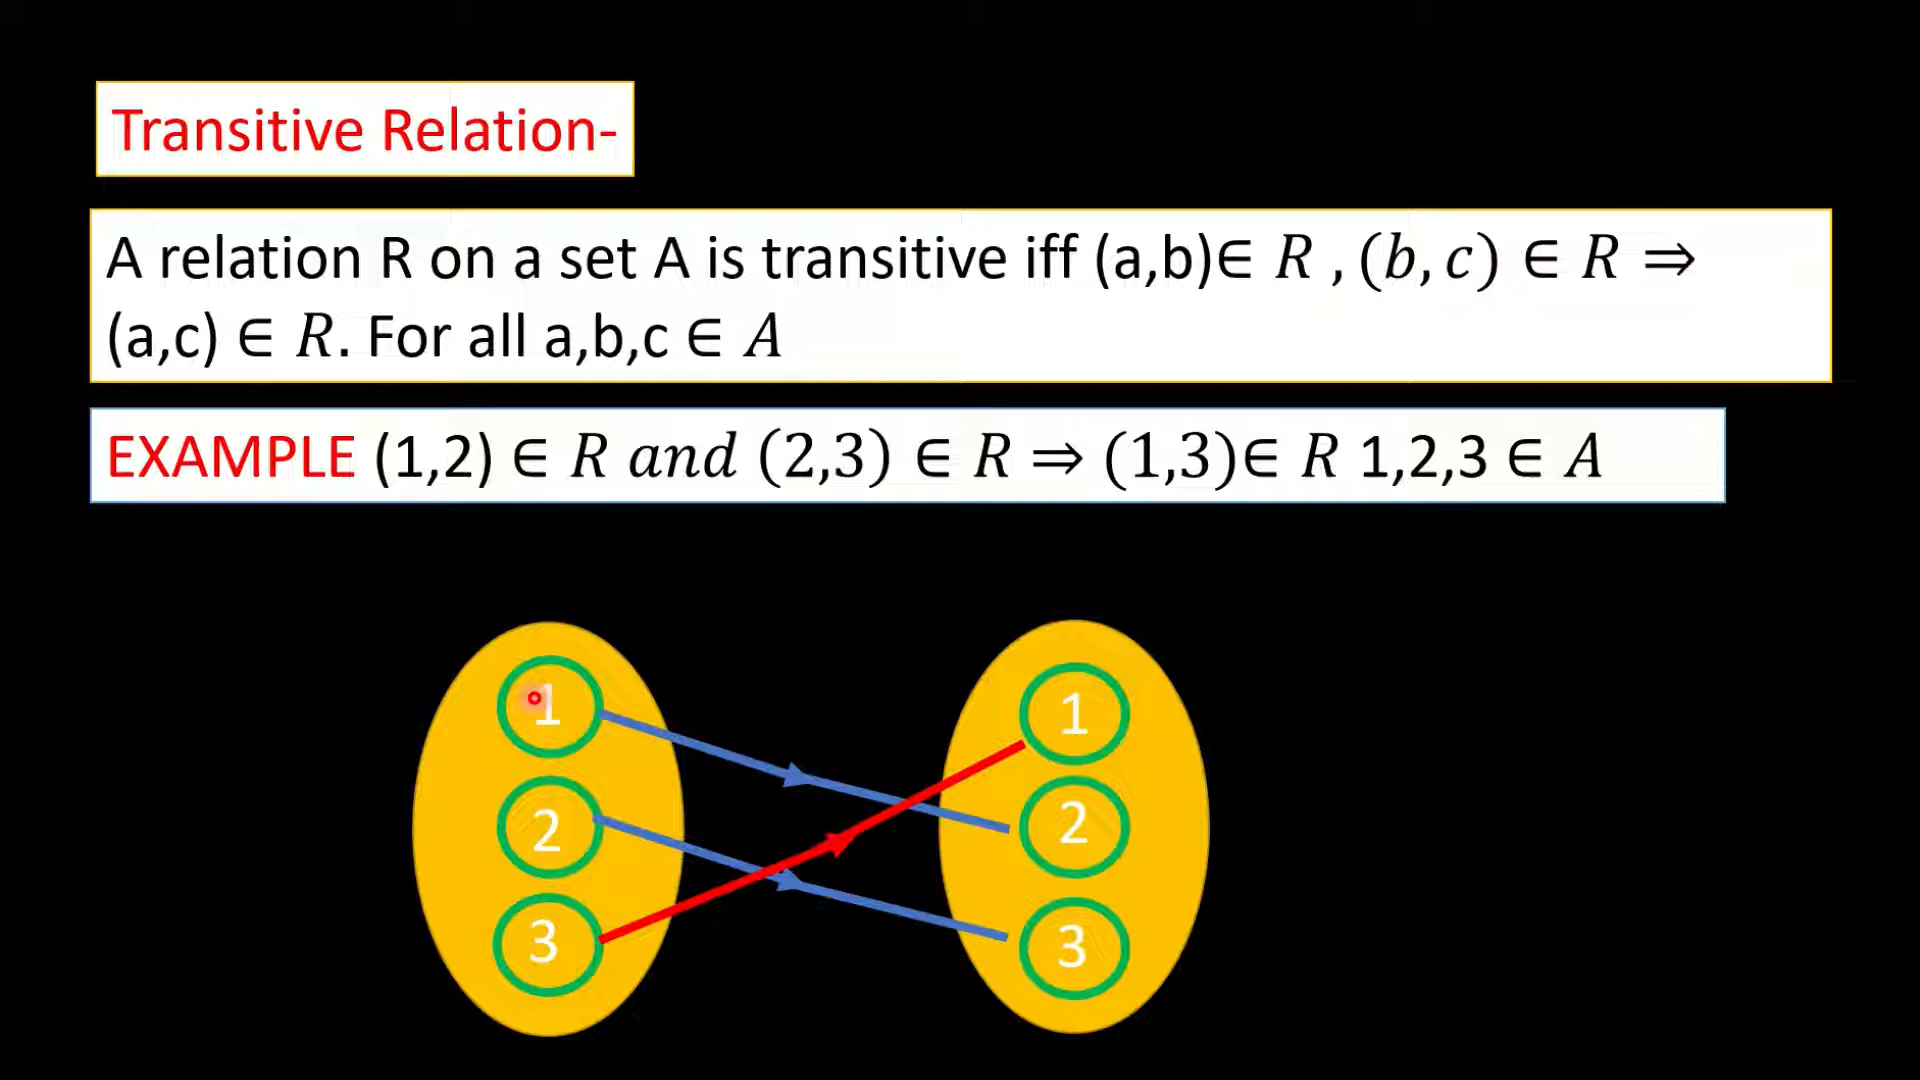 Transitive Relation-
A relation R on a set A is transitive iff (a,b)∈ R , (b, c) ∈ R ⇒
(a,c) ∈ R. For all a,b,c ∈ A
EXAMPLE (1,2) ∈ R and (2,3) ∈ R ⇒ (1,3)∈ R 1,2,3 ∈ A
1 1
2 2
3 3